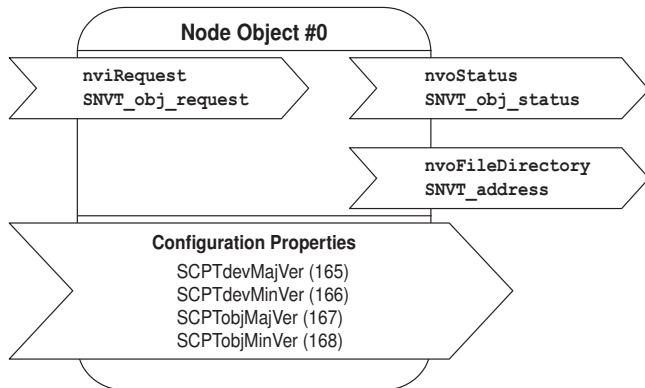 Node Object #0
nviRequest
SNVT_obj_request
nvoStatus
SNVT_obj_status
nvoFileDirectory
SNVT_address
Configuration Properties
SCPTdevMajVer (165)
SCPTdevMinVer (166)
SCPTobjMajVer (167)
SCPTobjMinVer (168)